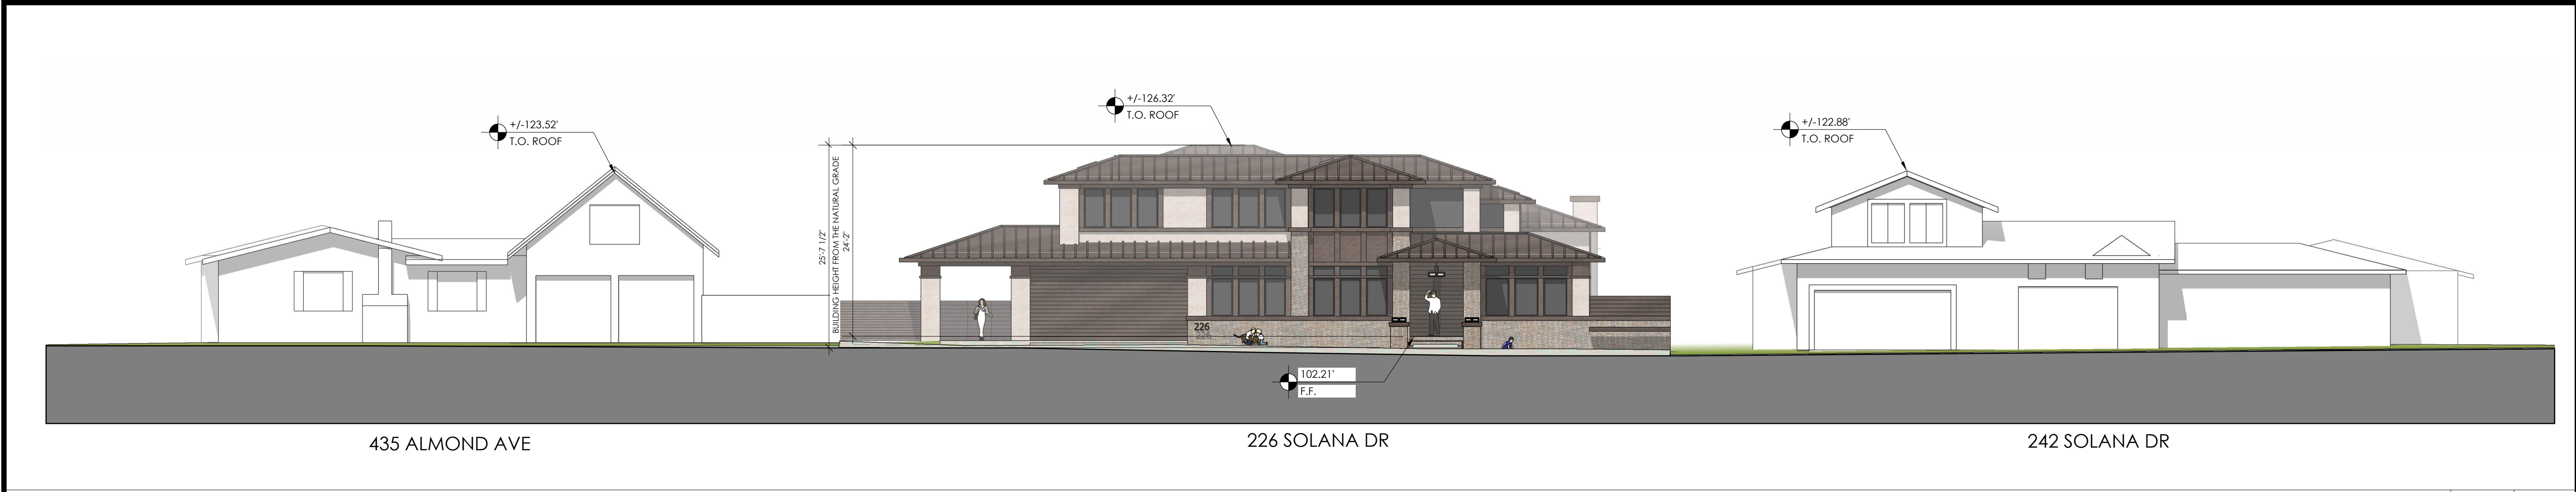 +/-123.52'
T.O. ROOF
+/-126.32'
T.O. ROOF
+/-122.88'
T.O. ROOF
25'-7 1/2"
BUILDING HEIGHT FROM THE NATURAL GRADE
24'-2"
226
226
102.21'
F.F.
435 ALMOND AVE
226 SOLANA DR
242 SOLANA DR